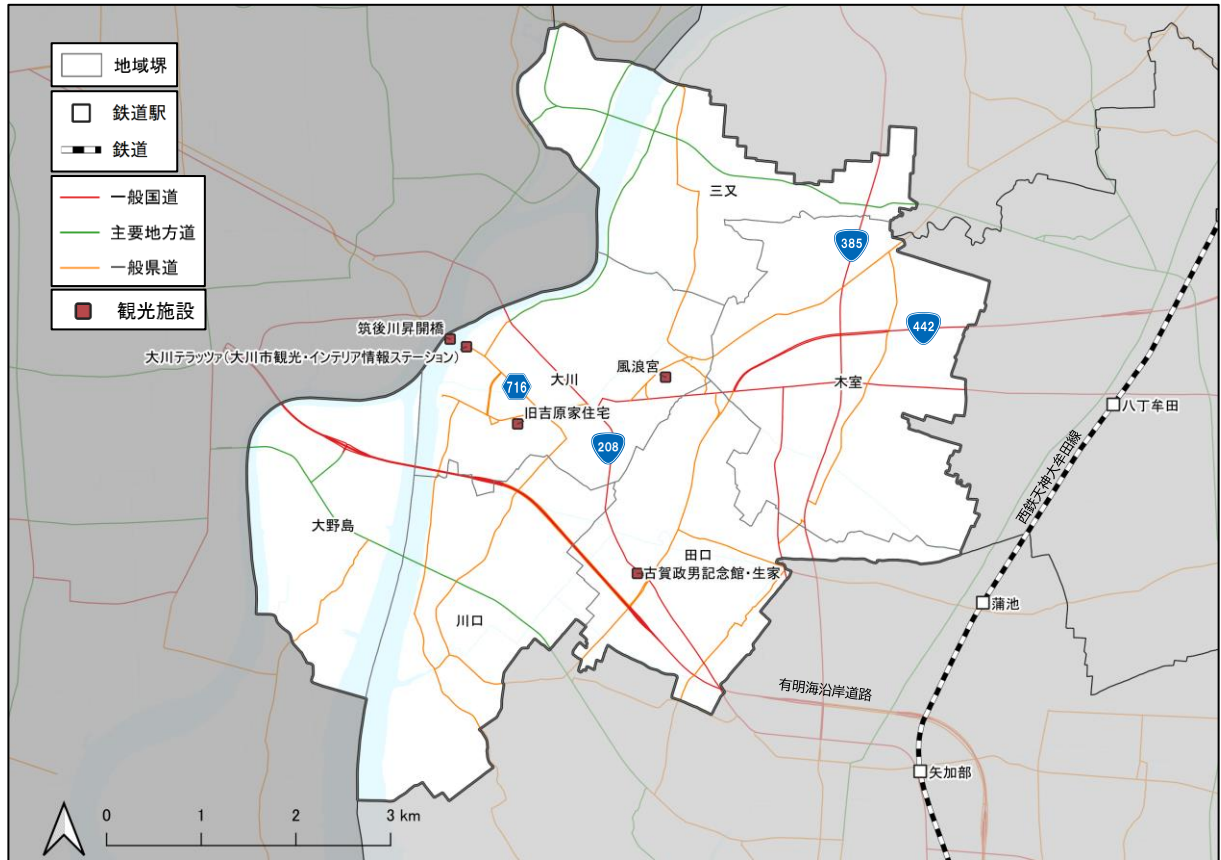 地域堺
鉄道駅
鉄道
一般国道
主要地方道
一般県道
観光施設
三又
385
442
筑後川昇開橋
大川テラッツァ(大川市観光・インテリア情報ステーション)
風浪宮
大川
716
木室
旧吉原家住宅
八丁牟田
208
西鉄天神大牟田線
大野島
田口
古賀政男記念館・生家
蒲池
川口
有明海沿岸道路
矢加部
0 1 2 3 km